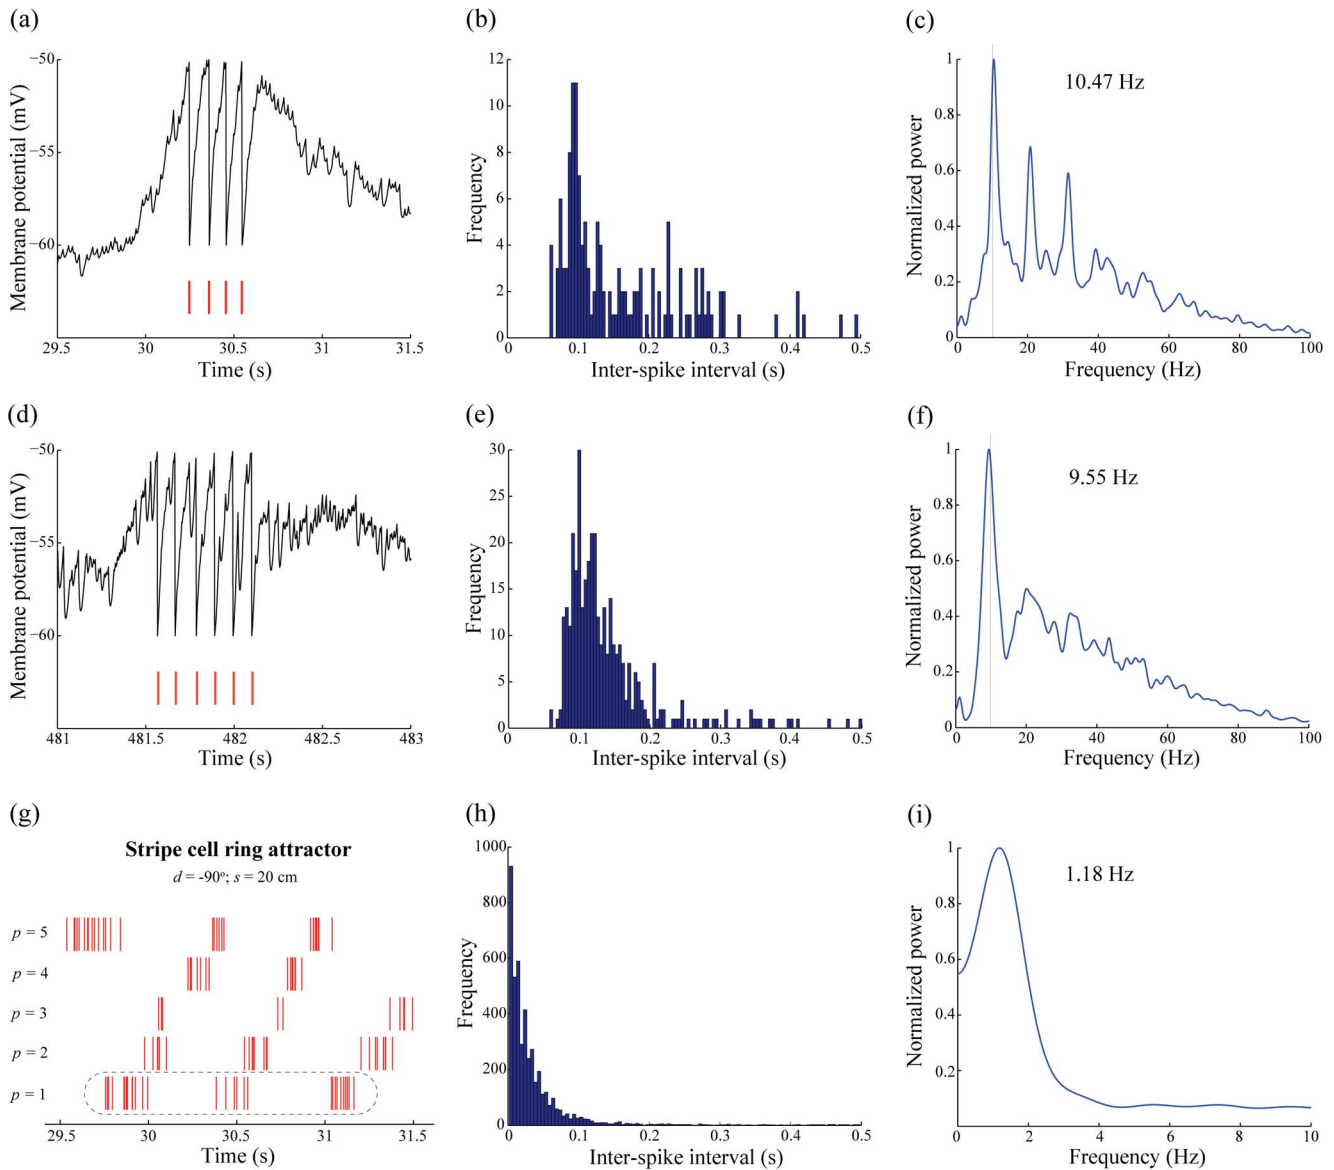 (a)
Membrane potential (mV)
−50
−55
−60
−65
29.5 30 30.5 31 31.5
Time (s)
(b)
Frequency
12
10
8
6
4
2
0
0 0.1 0.2 0.3 0.4 0.5
Inter-spike interval (s)
(c)
10.47 Hz
Normalized power
1
0.8
0.6
0.4
0.2
0
0 20 40 60 80 100
Frequency (Hz)
(d)
Membrane potential (mV)
−50
−55
−60
−65
481 481.5 482 482.5 483
Time (s)
(e)
Frequency
30
25
20
15
10
5
0
0 0.1 0.2 0.3 0.4 0.5
Inter-spike interval (s)
(f)
9.55 Hz
Normalized power
1
0.8
0.6
0.4
0.2
0
0 20 40 60 80 100
Frequency (Hz)
(g)
Stripe cell ring attractor
d = -90º; s = 20 cm
p = 5
p = 4
p = 3
p = 2
p = 1
29.5 30 30.5 31 31.5
Time (s)
(h)
Frequency
1000
800
600
400
200
0
0 0.1 0.2 0.3 0.4 0.5
Inter-spike interval (s)
(i)
1.18 Hz
Normalized power
1
0.8
0.6
0.4
0.2
0
0 2 4 6 8 10
Frequency (Hz)